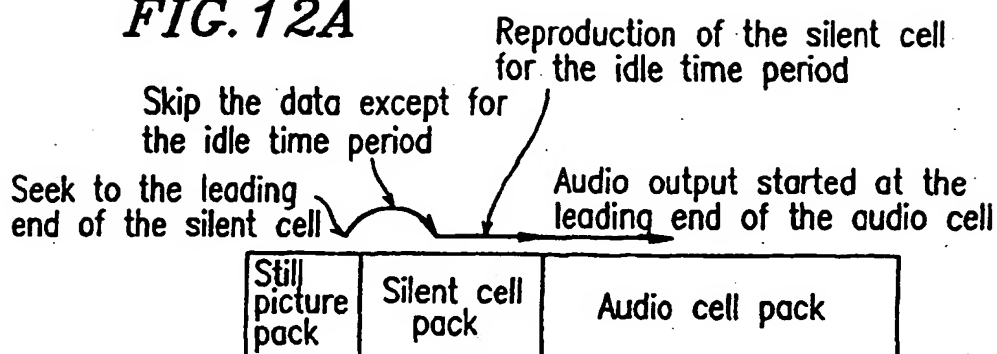 FIG. 12A
Reproduction of the silent cell
for the idle time period
Skip the data except for
the idle time period
Seek to the leading
end of the silent cell
Audio output started at the
leading end of the audio cell
Still
picture
pack
Silent cell
pack
Audio cell pack